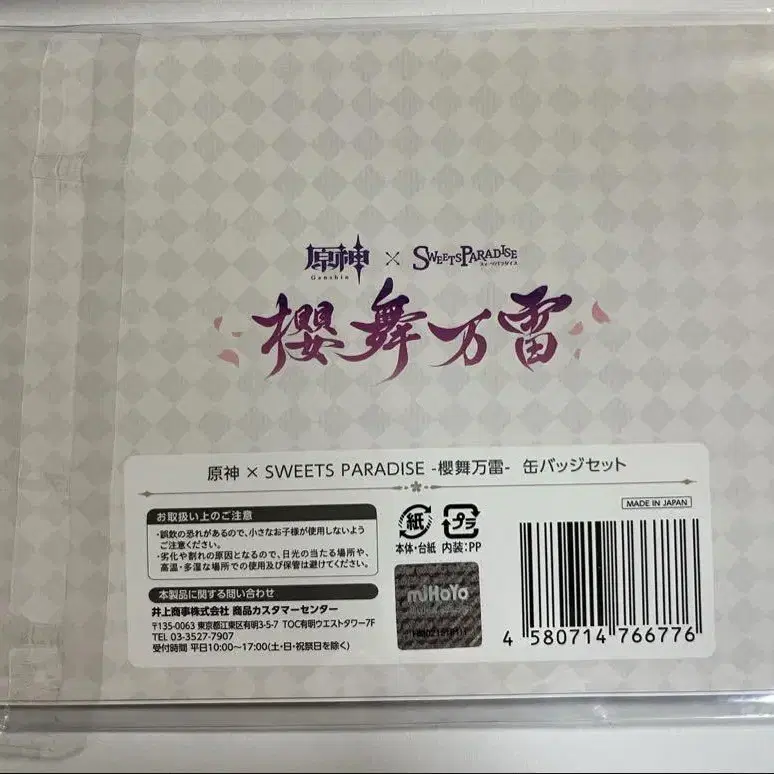 原神 × SWEETS PARADISE
Genshin スイーツパラダイス
櫻舞万雷
原神 × SWEETS PARADISE -櫻舞万雷- 缶バッジセット
MADE IN JAPAN
お取扱い上のご注意
・誤飲の恐れがあるので、小さなお子様が使用しないよう
ご注意ください。
・劣化や割れの原因となるので、日光の当たる場所や、
高温・多湿な場所での使用及び保管は避けてください。
紙 プラ
本体・台紙 内装:PP
本製品に関する問い合わせ
井上商事株式会社 商品カスタマーセンター
〒135-0063 東京都江東区有明3-5-7 TOC有明ウエストタワー7F
TEL 03-3527-7907
受付時間 平日10:00~17:00(土・日・祝祭日を除く)
miHoYo
4 580714 766776